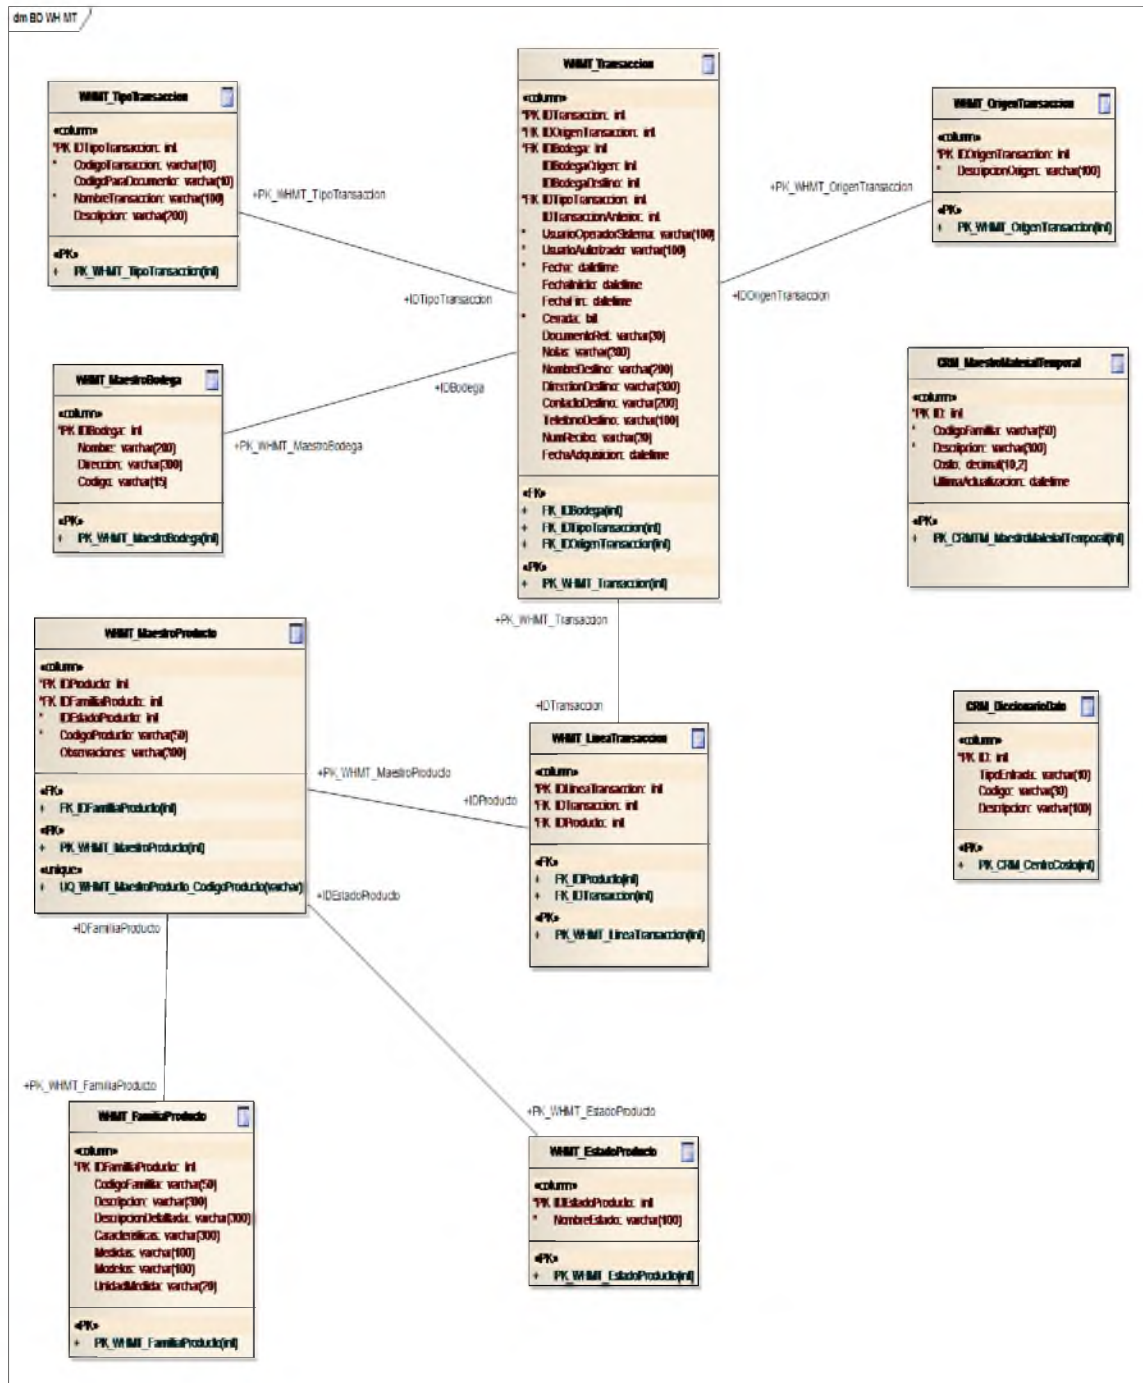 dm BD WH MT
WHMT_TipoTransaccion
«column»
*PK IDTipoTransaccion: int
* CodigoTransaccion: varchar(10)
CodigoParaDocumento: varchar(10)
* NombreTransaccion: varchar(100)
Descripcion: varchar(200)
«PK»
+ PK_WHMT_TipoTransaccion(int)
+PK_WHMT_TipoTransaccion
+IDTipoTransaccion
WHMT_Transaccion
«column»
*PK IDTransaccion: int
*FK IDOrigenTransaccion: int
*FK IDBodega: int
IDBodegaOrigen: int
IDBodegaDestino: int
*FK IDTipoTransaccion: int
IDTransaccionAnterior: int
* UsuarioOperadorSistema: varchar(100)
* UsuarioAutorizado: varchar(100)
* Fecha: datetime
FechaInicio: datetime
FechaFin: datetime
* Cerrada: bit
DocumentoRef: varchar(30)
Notas: varchar(300)
NombreDestino: varchar(200)
DireccionDestino: varchar(300)
ContactoDestino: varchar(200)
TelefonoDestino: varchar(100)
NumRecibo: varchar(30)
FechaAdquisicion: datetime
«FK»
+ FK_IDBodega(int)
+ FK_IDTipoTransaccion(int)
+ FK_IDOrigenTransaccion(int)
«PK»
+ PK_WHMT_Transaccion(int)
+PK_WHMT_OrigenTransaccion
+IDOrigenTransaccion
WHMT_OrigenTransaccion
«column»
*PK IDOrigenTransaccion: int
* DescripcionOrigen: varchar(100)
«PK»
+ PK_WHMT_OrigenTransaccion(int)
WHMT_MaestroBodega
«column»
*PK IDBodega: int
Nombre: varchar(200)
Direccion: varchar(300)
Codigo: varchar(15)
«PK»
+ PK_WHMT_MaestroBodega(int)
+IDBodega
+PK_WHMT_MaestroBodega
CRM_MaestroMaterialTemporal
«column»
*PK ID: int
* CodigoFamilia: varchar(50)
* Descripcion: varchar(300)
Costo: decimal(10,2)
UltimaActualizacion: datetime
«PK»
+ PK_CRMTM_MaestroMaterialTemporal(int)
+PK_WHMT_Transaccion
+IDTransaccion
WHMT_MaestroProducto
«column»
*PK IDProducto: int
*FK IDFamiliaProducto: int
* IDEstadoProducto: int
* CodigoProducto: varchar(50)
Observaciones: varchar(300)
«FK»
+ FK_IDFamiliaProducto(int)
«PK»
+ PK_WHMT_MaestroProducto(int)
«unique»
+ UQ_WHMT_MaestroProducto_CodigoProducto(varchar)
+PK_WHMT_MaestroProducto
+IDProducto
WHMT_LineaTransaccion
«column»
*PK IDLineaTransaccion: int
*FK IDTransaccion: int
*FK IDProducto: int
«FK»
+ FK_IDProducto(int)
+ FK_IDTransaccion(int)
«PK»
+ PK_WHMT_LineaTransaccion(int)
CRM_DiccionarioDato
«column»
*PK ID: int
TipoEntrada: varchar(10)
Codigo: varchar(30)
Descripcion: varchar(100)
«PK»
+ PK_CRM_CentroCosto(int)
+IDEstadoProducto
+IDFamiliaProducto
+PK_WHMT_FamiliaProducto
+PK_WHMT_EstadoProducto
WHMT_FamiliaProducto
«column»
*PK IDFamiliaProducto: int
CodigoFamilia: varchar(50)
Descripcion: varchar(300)
DescripcionDetallada: varchar(300)
Caracteristicas: varchar(300)
Medidas: varchar(100)
Modelos: varchar(100)
UnidadMedida: varchar(20)
«PK»
+ PK_WHMT_FamiliaProducto(int)
WHMT_EstadoProducto
«column»
*PK IDEstadoProducto: int
* NombreEstado: varchar(100)
«PK»
+ PK_WHMT_EstadoProducto(int)